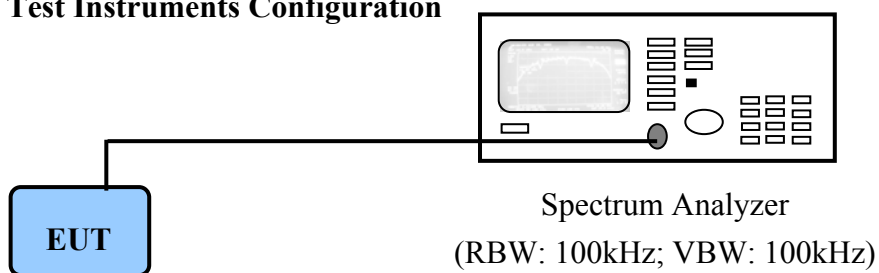 Test Instruments Configuration
EUT
Spectrum Analyzer
(RBW: 100kHz; VBW: 100kHz)